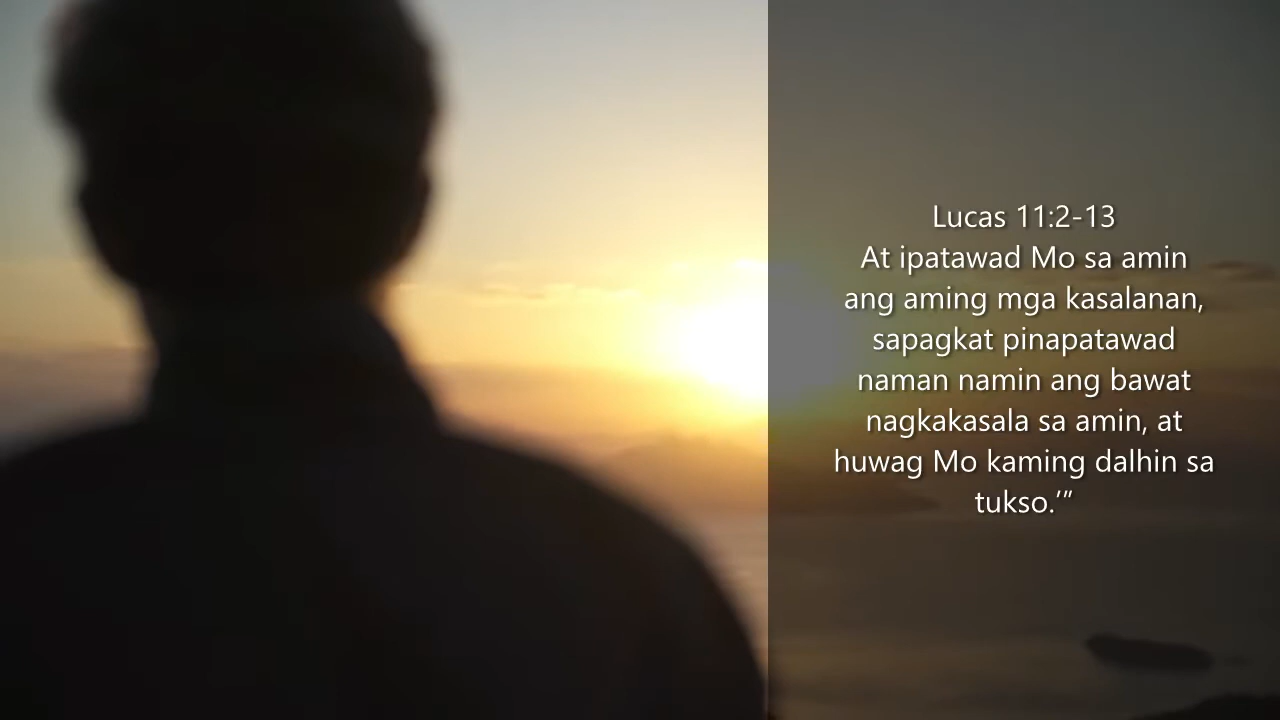 Lucas 11:2-13
At ipatawad Mo sa amin
ang aming mga kasalanan,
sapagkat pinapatawad
naman namin ang bawat
nagkakasala sa amin, at
huwag Mo kaming dalhin sa
tukso.’”